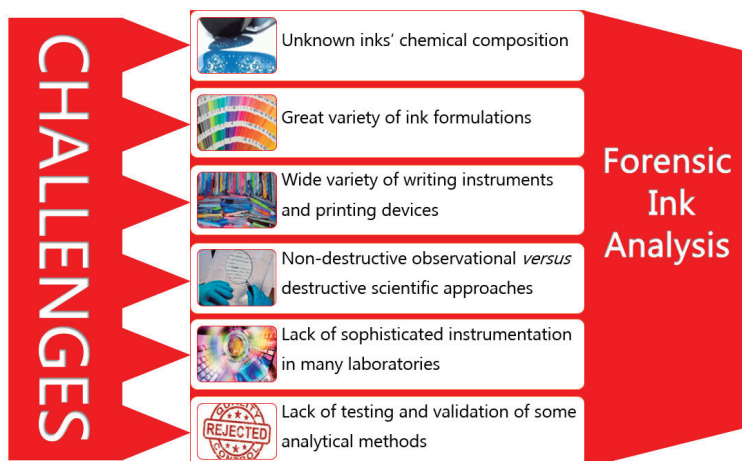 CHALLENGES
Unknown inks’ chemical composition
Great variety of ink formulations
Wide variety of writing instruments
and printing devices
Non-destructive observational versus
destructive scientific approaches
Lack of sophisticated instrumentation
in many laboratories
QUALITY
REJECTED
CONTROL
Lack of testing and validation of some
analytical methods
Forensic
Ink
Analysis